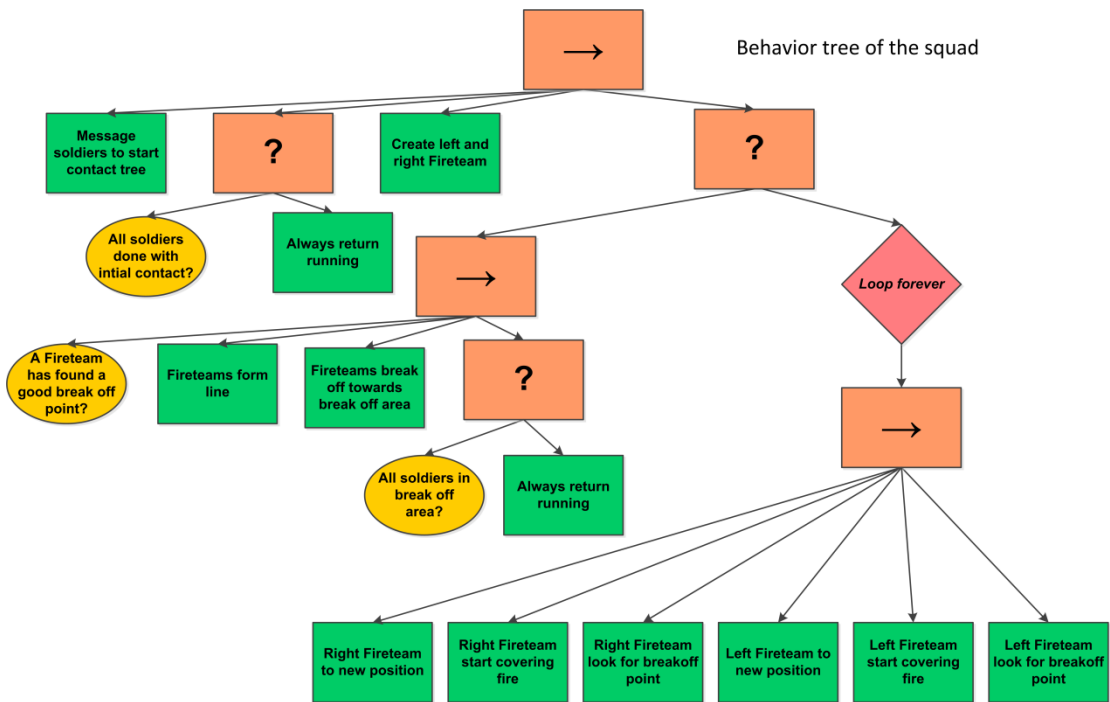 →
Behavior tree of the squad
Message
soldiers to start
contact tree
?
Create left and
right Fireteam
?
All soldiers
done with
intial contact?
Always return
running
→
Loop forever
A Fireteam
has found a
good break off
point?
Fireteams form
line
Fireteams break
off towards
break off area
?
→
All soldiers in
break off
area?
Always return
running
Right Fireteam
to new position
Right Fireteam
start covering
fire
Right Fireteam
look for breakoff
point
Left Fireteam to
new position
Left Fireteam
start covering
fire
Left Fireteam
look for breakoff
point